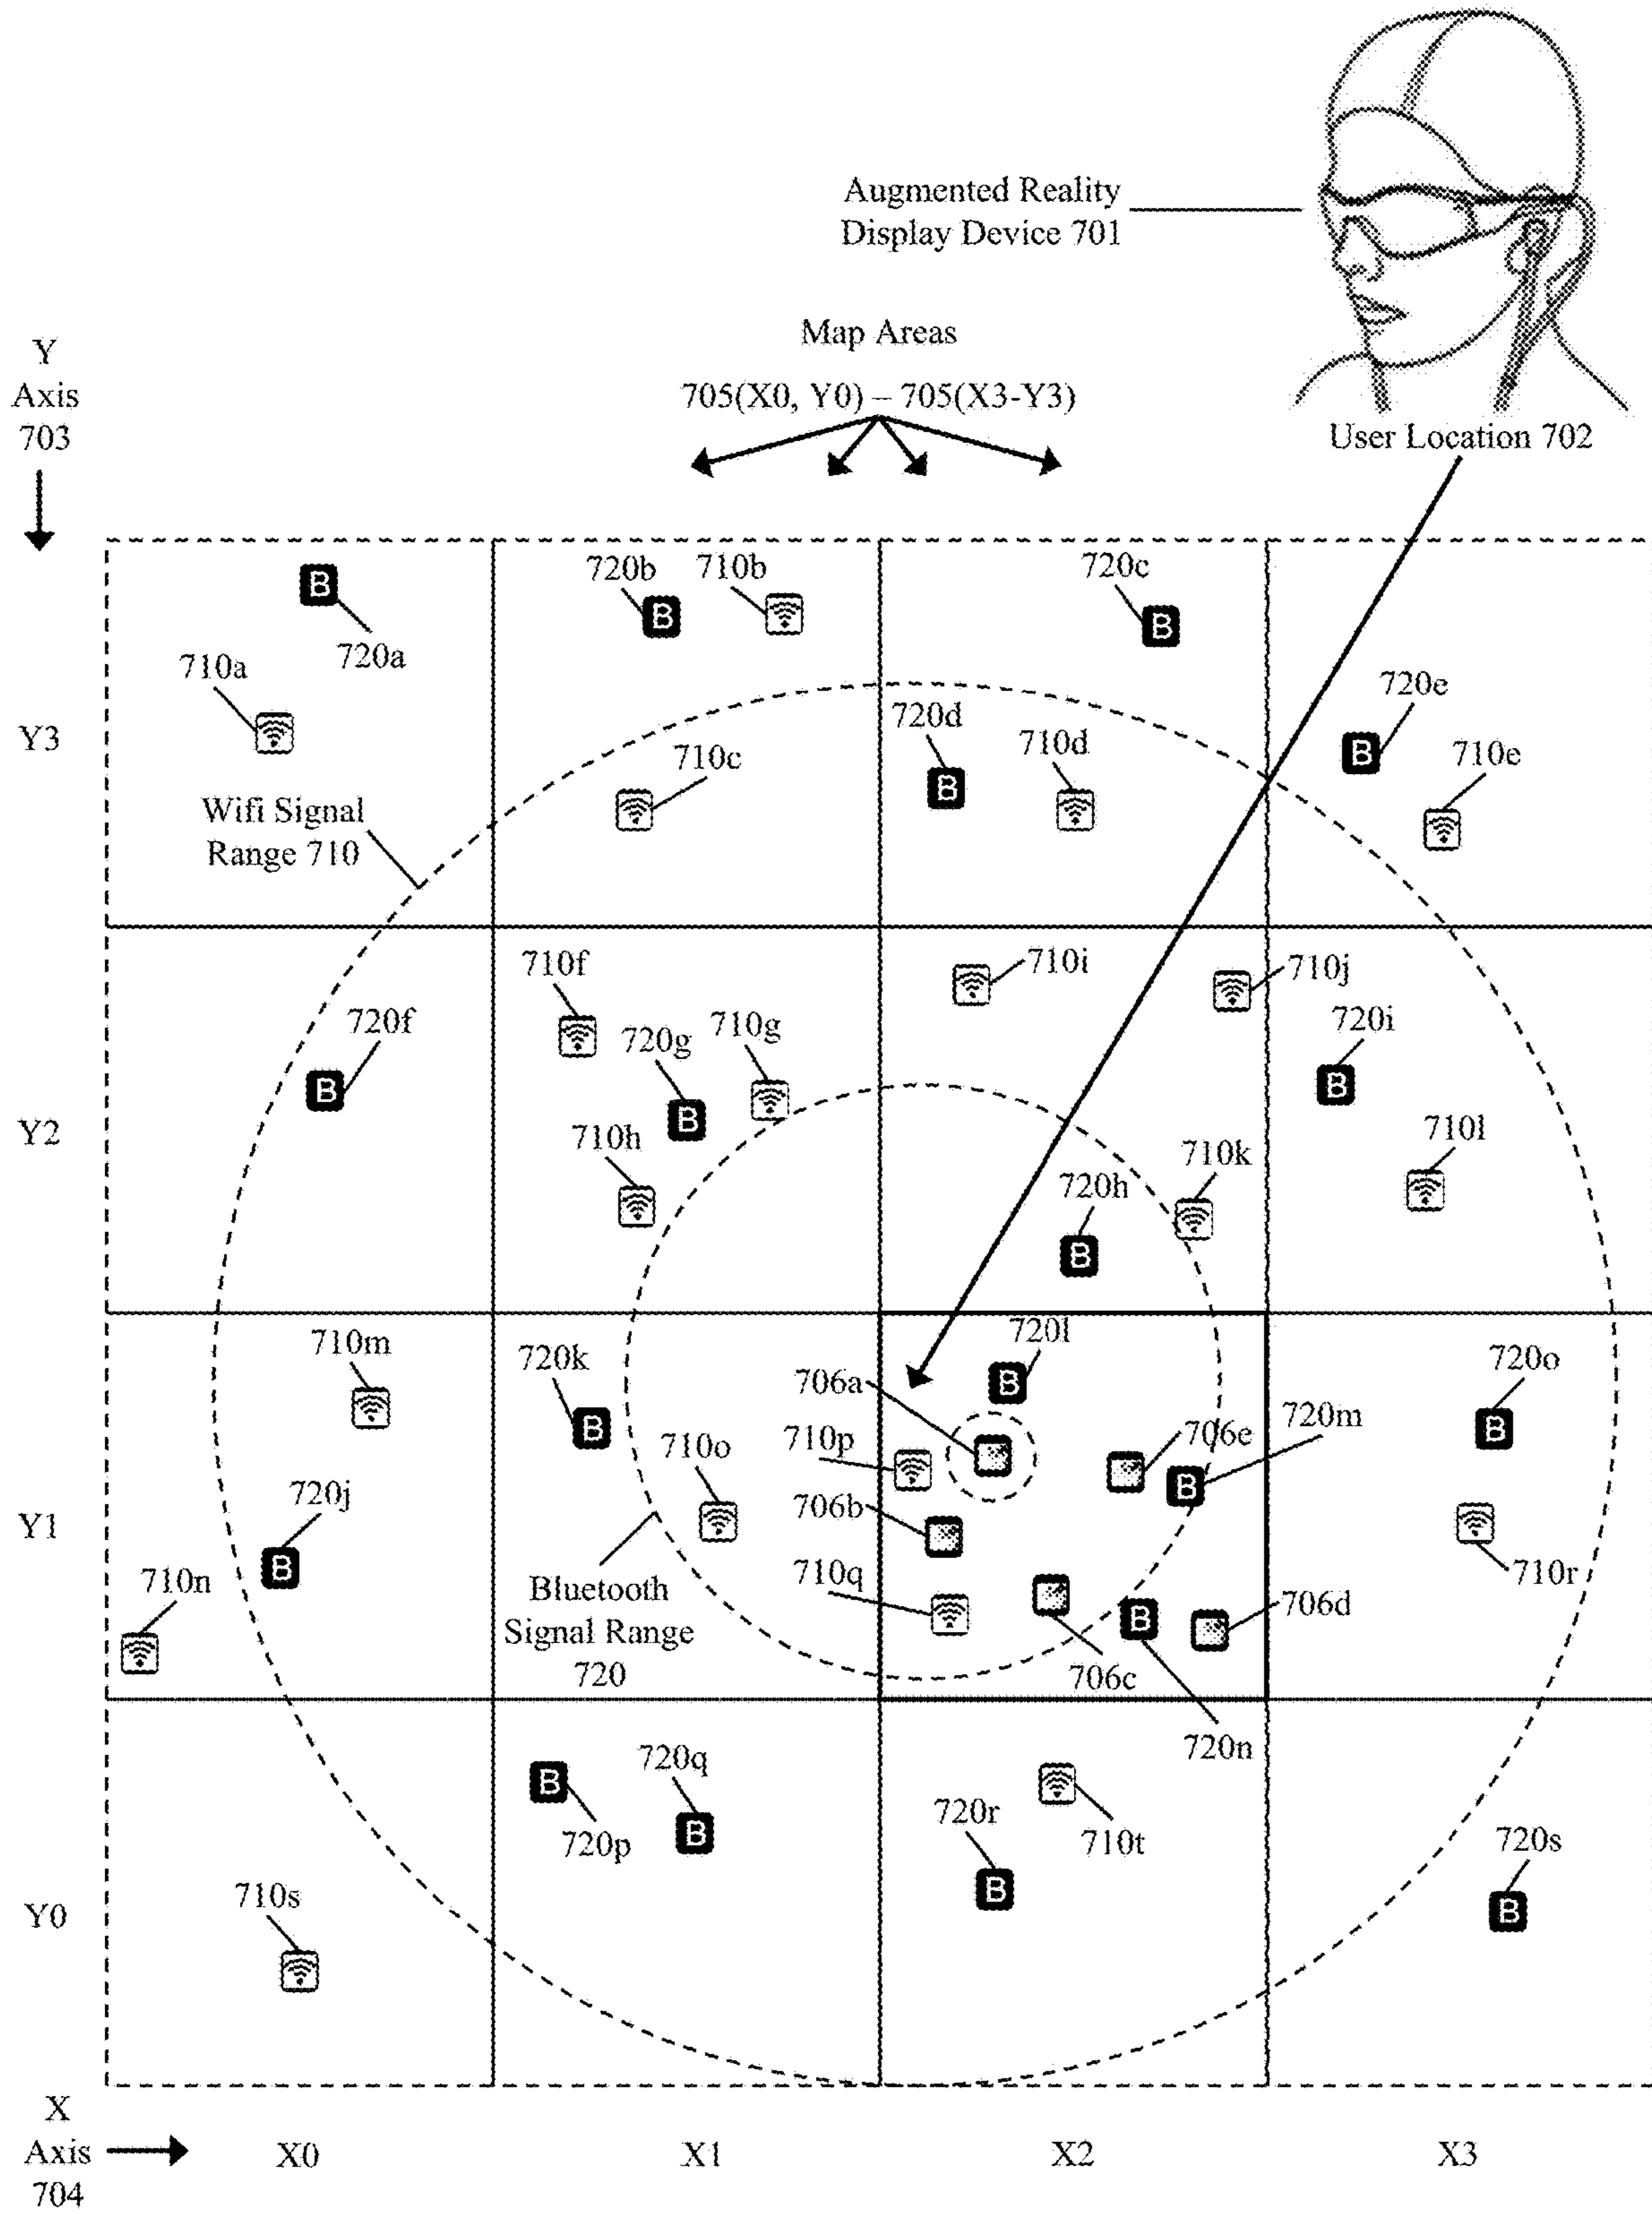 Augmented Reality
Display Device 701
Map Areas
705(X0, Y0) – 705(X3-Y3)
User Location 702
Y
Axis
703
720b
710b
720c
B
B
B
B
720a
710a
720e
Y3
720d
710d
710c
710e
B
B
Wifi Signal
Range 710
710i
710j
710f
720f
720g
710g
720i
B
B
B
Y2
710h
710l
710k
720h
B
710m
720k
720l
706a
B
720o
720m
706e
B
B
710o
710p
B
720j
706b
Y1
B
710n
710q
710r
Bluetooth
Signal Range
720
B
706d
706c
720n
720q
B
B
720p
720r
710t
720s
710s
B
B
Y0
X
Axis
704
X0
X1
X2
X3